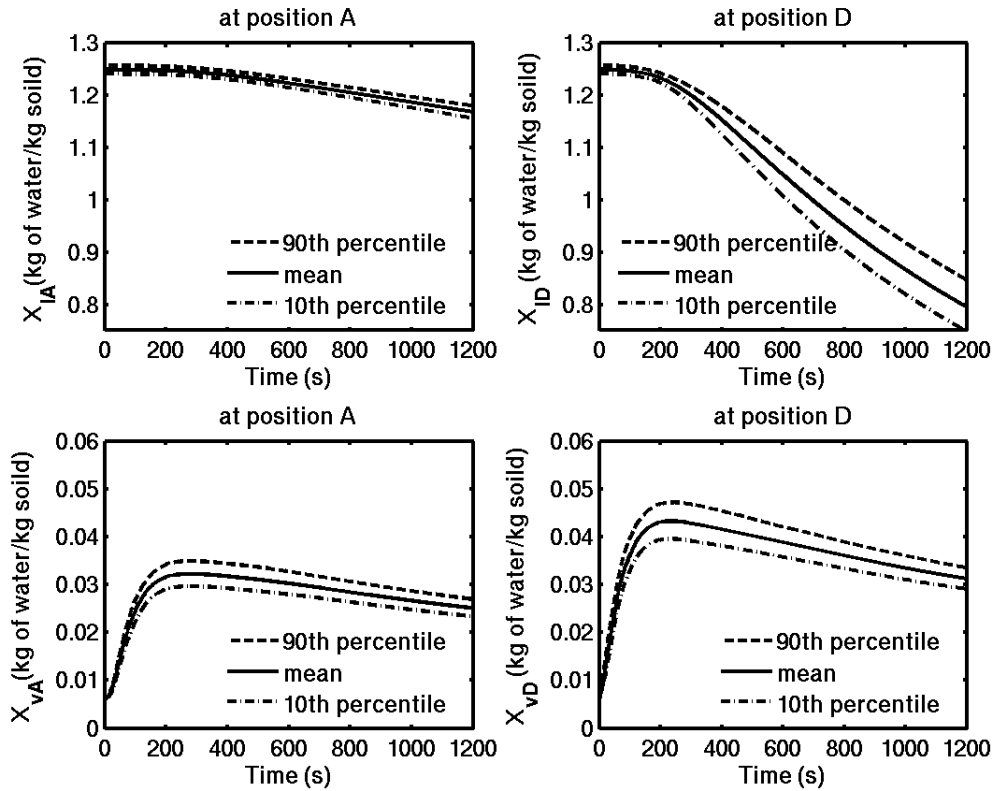 at position A
at position D
1.3
1.2
1.1
1
0.9
0.8
X_lA (kg of water/kg soild)
90th percentile
mean
10th percentile
0 200 400 600 800 1000 1200
Time (s)
1.3
1.2
1.1
1
0.9
0.8
X_lD (kg of water/kg soild)
90th percentile
mean
10th percentile
0 200 400 600 800 1000 1200
Time (s)
at position A
at position D
0.06
0.05
0.04
0.03
0.02
0.01
0
X_vA (kg of water/kg soild)
90th percentile
mean
10th percentile
0 200 400 600 800 1000 1200
Time (s)
0.06
0.05
0.04
0.03
0.02
0.01
0
X_vD (kg of water/kg soild)
90th percentile
mean
10th percentile
0 200 400 600 800 1000 1200
Time (s)